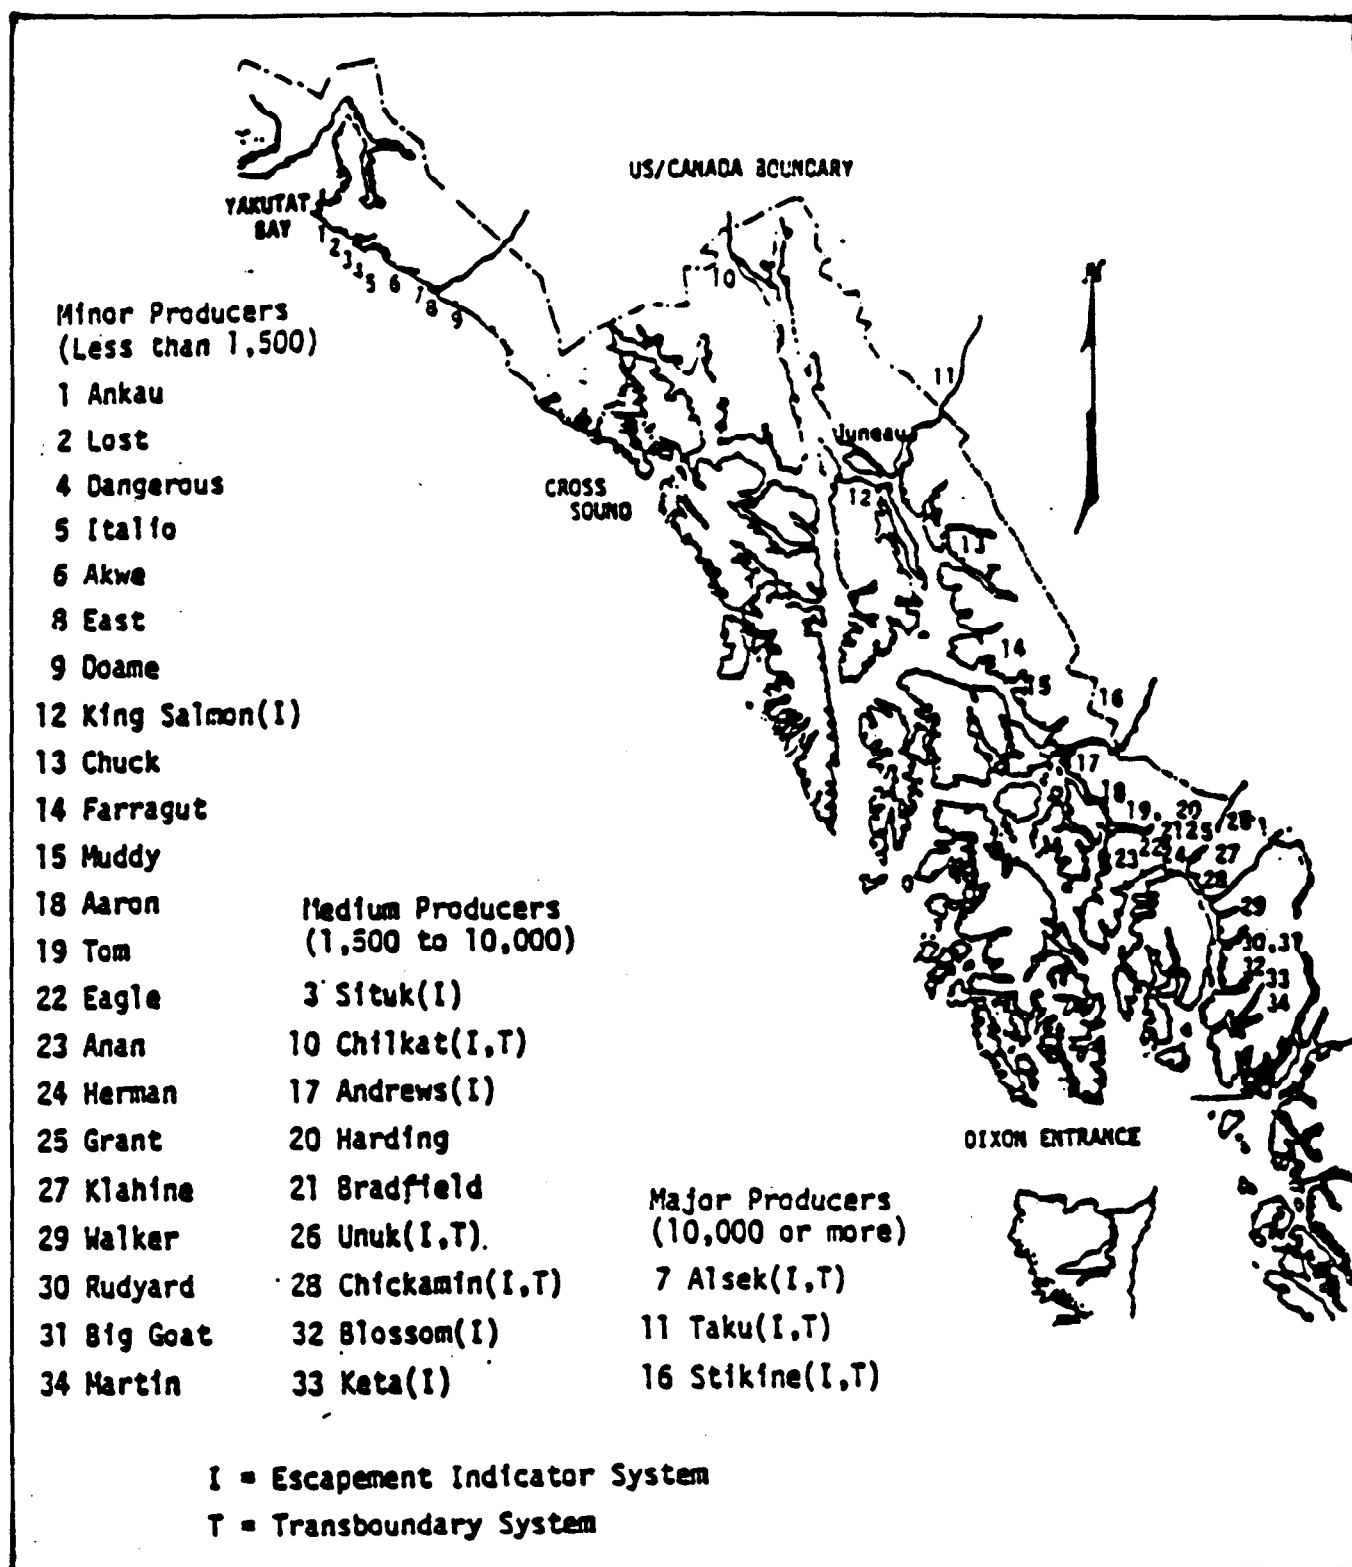 US/CANADA BOUNDARY
YAKUTAT
BAY
1
2
3
4
5
6
7
8
9
10
11
N
Juneau
CROSS
SOUND
12
13
14
15
16
17
18
19.
20
21
25
26
22
23
24
27
28
29
30,31
32
33
34
DIXON ENTRANCE
Minor Producers
(Less than 1,500)
1 Ankau
2 Lost
4 Dangerous
5 Italio
6 Akwe
8 East
9 Doame
12 King Salmon(I)
13 Chuck
14 Farragut
15 Muddy
18 Aaron
19 Tom
22 Eagle
23 Anan
24 Herman
25 Grant
27 Klahine
29 Walker
30 Rudyard
31 Big Goat
34 Martin
Medium Producers
(1,500 to 10,000)
3 Situk(I)
10 Chilkat(I,T)
17 Andrews(I)
20 Harding
21 Bradfield
26 Unuk(I,T).
28 Chickamin(I,T)
32 Blossom(I)
33 Keta(I)
Major Producers
(10,000 or more)
7 Alsek(I,T)
11 Taku(I,T)
16 Stikine(I,T)
I = Escapement Indicator System
T = Transboundary System